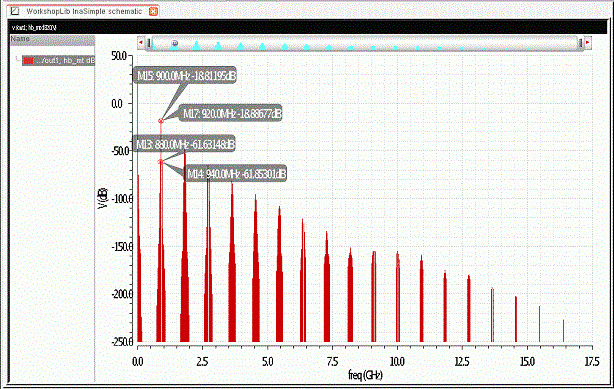 WorkshopLib lnaSimple schematic
v /out1; hb_mt dB20(V)
Name
.../out1; hb_mt dB
M15: 900.0MHz -18.81195dB
M17: 920.0MHz -18.88677dB
M13: 880.0MHz -61.63148dB
M14: 940.0MHz -61.85301dB
V (dB)
50.0
0.0
-50.0
-100.0
-150.0
-200.0
-250.0
0.0 2.5 5.0 7.5 10.0 12.5 15.0 17.5
freq (GHz)